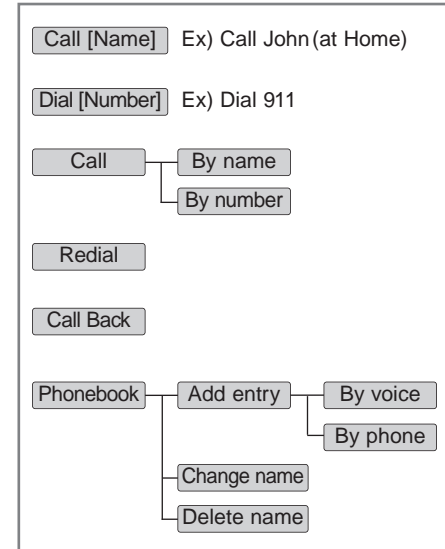 Call [Name] Ex) Call John (at Home)
Dial [Number] Ex) Dial 911
Call By name
By number
Redial
Call Back
Phonebook Add entry By voice
By phone
Change name
Delete name